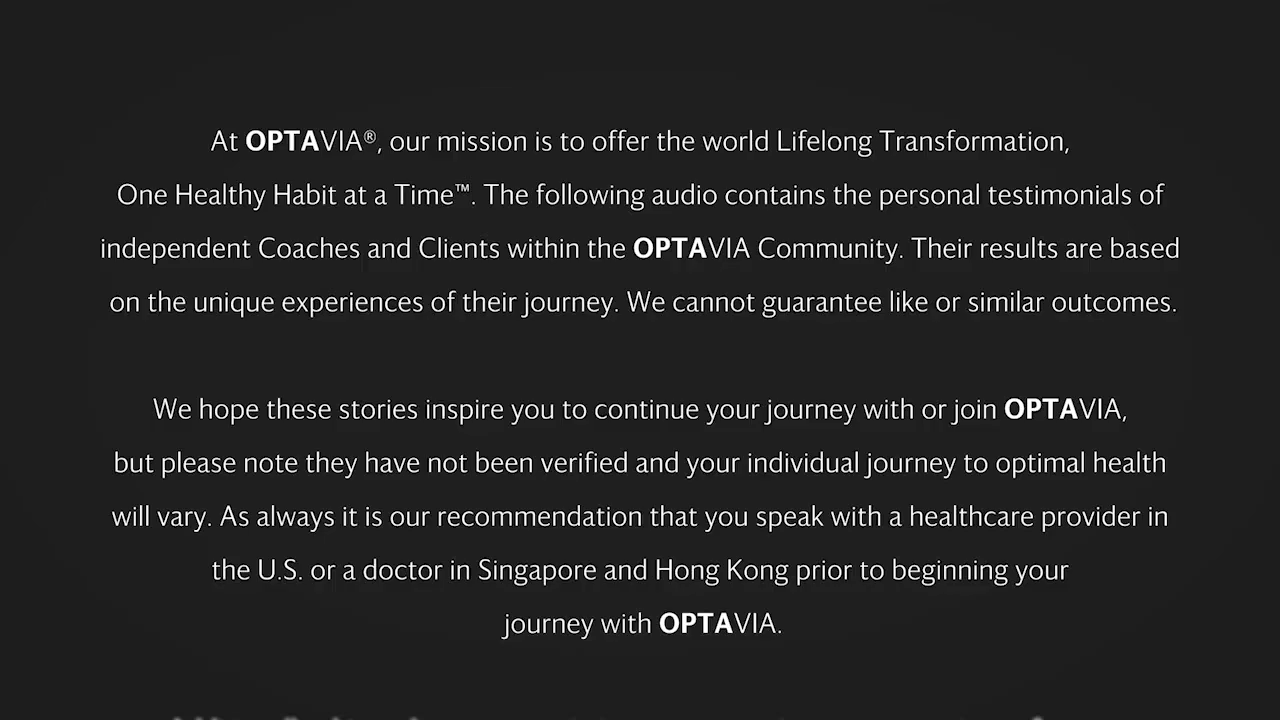 At OPTAVIA®, our mission is to offer the world Lifelong Transformation,
One Healthy Habit at a Time™. The following audio contains the personal testimonials of
independent Coaches and Clients within the OPTAVIA Community. Their results are based
on the unique experiences of their journey. We cannot guarantee like or similar outcomes.
We hope these stories inspire you to continue your journey with or join OPTAVIA,
but please note they have not been verified and your individual journey to optimal health
will vary. As always it is our recommendation that you speak with a healthcare provider in
the U.S. or a doctor in Singapore and Hong Kong prior to beginning your
journey with OPTAVIA.